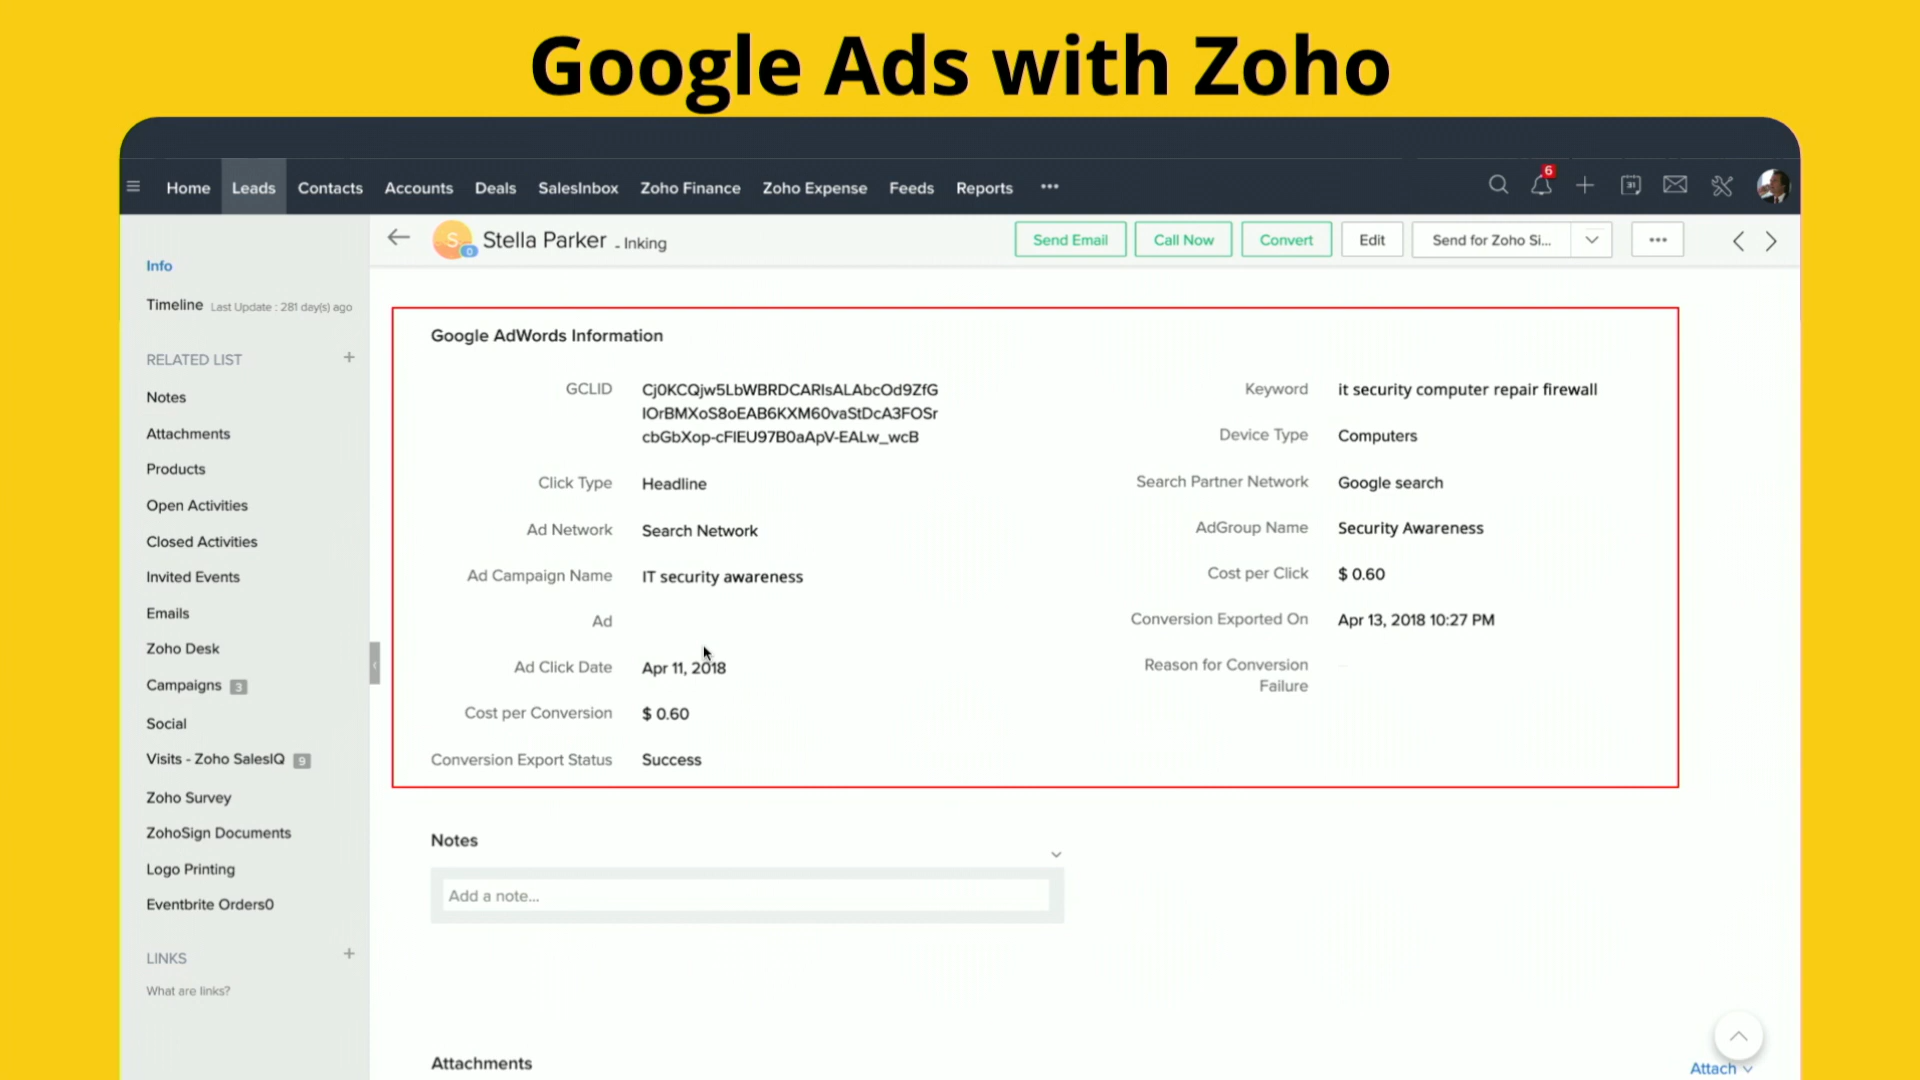 Google Ads with Zoho
Home Leads Contacts Accounts Deals SalesInbox Zoho Finance Zoho Expense Feeds Reports ••• 6 31
S 0 Stella Parker - Inking Send Email Call Now Convert Edit Send for Zoho Si... •••
Info
Timeline Last Update : 281 day(s) ago
RELATED LIST +
Notes
Attachments
Products
Open Activities
Closed Activities
Invited Events
Emails
Zoho Desk
Campaigns 3
Social
Visits - Zoho SalesIQ 9
Zoho Survey
ZohoSign Documents
Logo Printing
Eventbrite Orders0
LINKS +
What are links?
Google AdWords Information
GCLID Cj0KCQjw5LbWBRDCARIsALAbcOd9ZfG
IOrBMXoS8oEAB6KXM60vaStDcA3FOSr
cbGbXop-cFIEU97B0aApV-EALw_wcB
Click Type Headline
Ad Network Search Network
Ad Campaign Name IT security awareness
Ad
Ad Click Date Apr 11, 2018
Cost per Conversion $ 0.60
Conversion Export Status Success
Keyword it security computer repair firewall
Device Type Computers
Search Partner Network Google search
AdGroup Name Security Awareness
Cost per Click $ 0.60
Conversion Exported On Apr 13, 2018 10:27 PM
Reason for Conversion —
Failure
Notes
Add a note...
Attachments
Attach